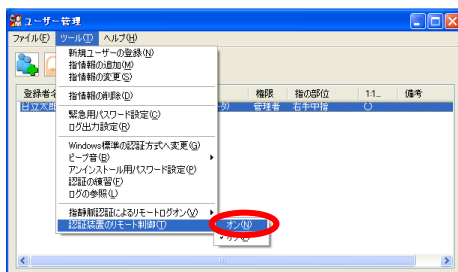 ユーザー管理
ファイル(F) ツール(T) ヘルプ(H)
新規ユーザーの登録(N)
指情報の追加(M)
指情報の変更(S)
指情報の削除(D)
緊急用パスワード設定(C)
ログ出力設定(R)
Windows標準の認証方式へ変更(G)
ビープ音(B)
アンインストール用パスワード設定(P)
認証の練習(E)
ログの参照(L)
指静脈認証によるリモートログオン(V)
認証装置のリモート制御(T)
オン(N)
登録者 権限 指の部位 1:1... 備考
日立太郎 管理者 右手中指 O